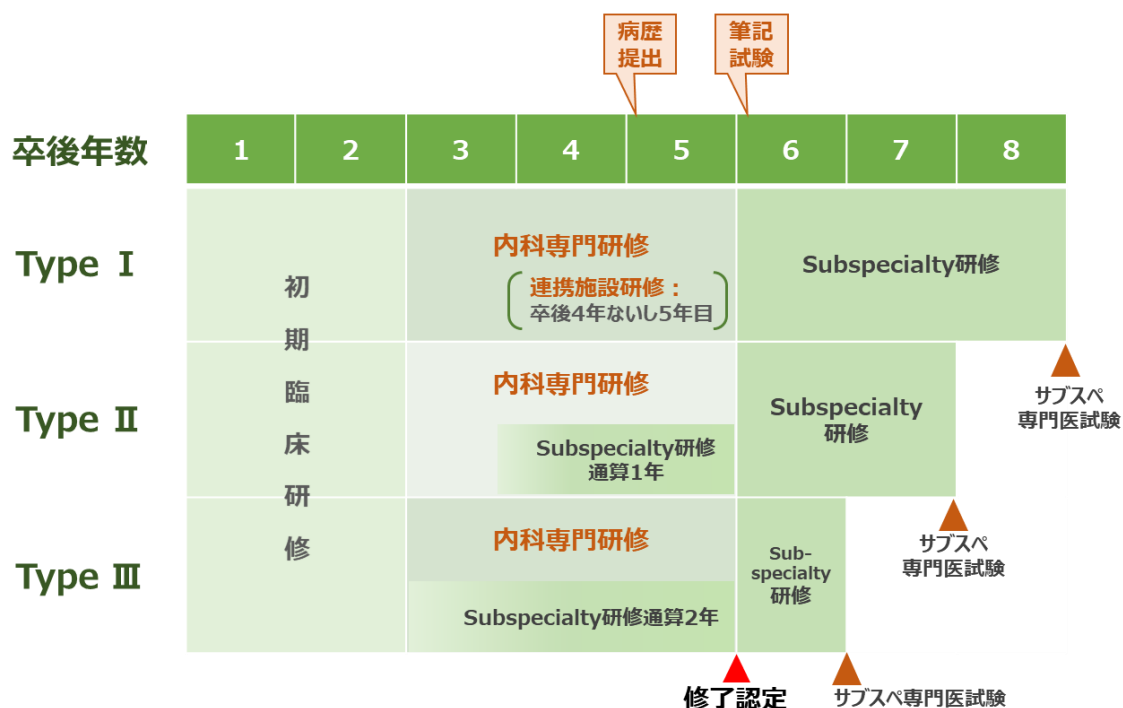 病歴
提出
筆記
試験
卒後年数
1
2
3
4
5
6
7
8
Type Ⅰ
初
期
臨
床
研
修
内科専門研修
連携施設研修：
卒後4年ないし5年目
Subspecialty研修
サブスペ
専門医試験
Type Ⅱ
内科専門研修
Subspecialty研修
通算1年
Subspecialty
研修
サブスペ
専門医試験
Type Ⅲ
内科専門研修
Subspecialty研修通算2年
Sub-
specialty
研修
修了認定
サブスペ専門医試験